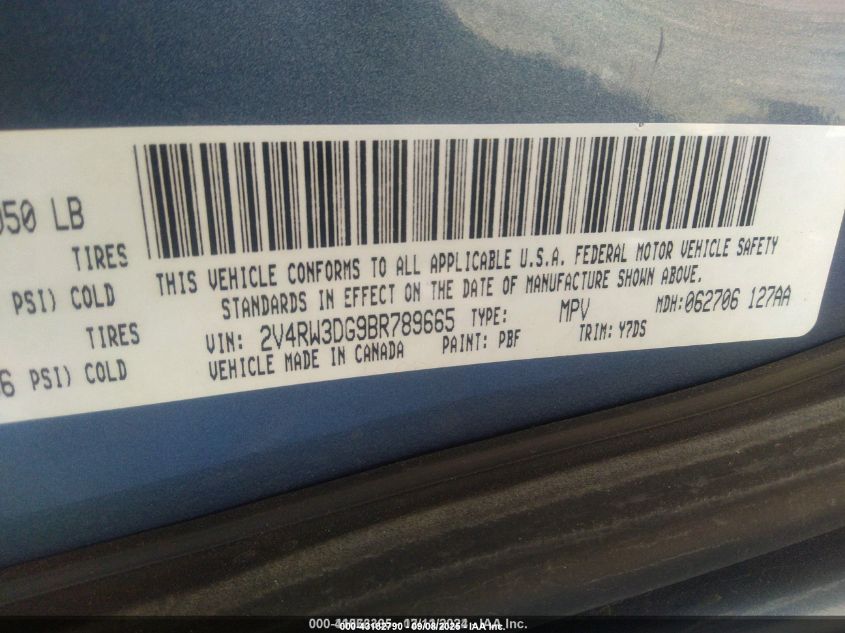 050 LB
TIRES
PSI) COLD
TIRES
6 PSI) COLD
THIS VEHICLE CONFORMS TO ALL APPLICABLE U.S.A. FEDERAL MOTOR VEHICLE SAFETY
STANDARDS IN EFFECT ON THE DATE OF MANUFACTURE SHOWN ABOVE.
VIN: 2V4RW3DG9BR789665 TYPE: MPV MDH:062706 127AA
VEHICLE MADE IN CANADA PAINT: PBF TRIM: Y7DS